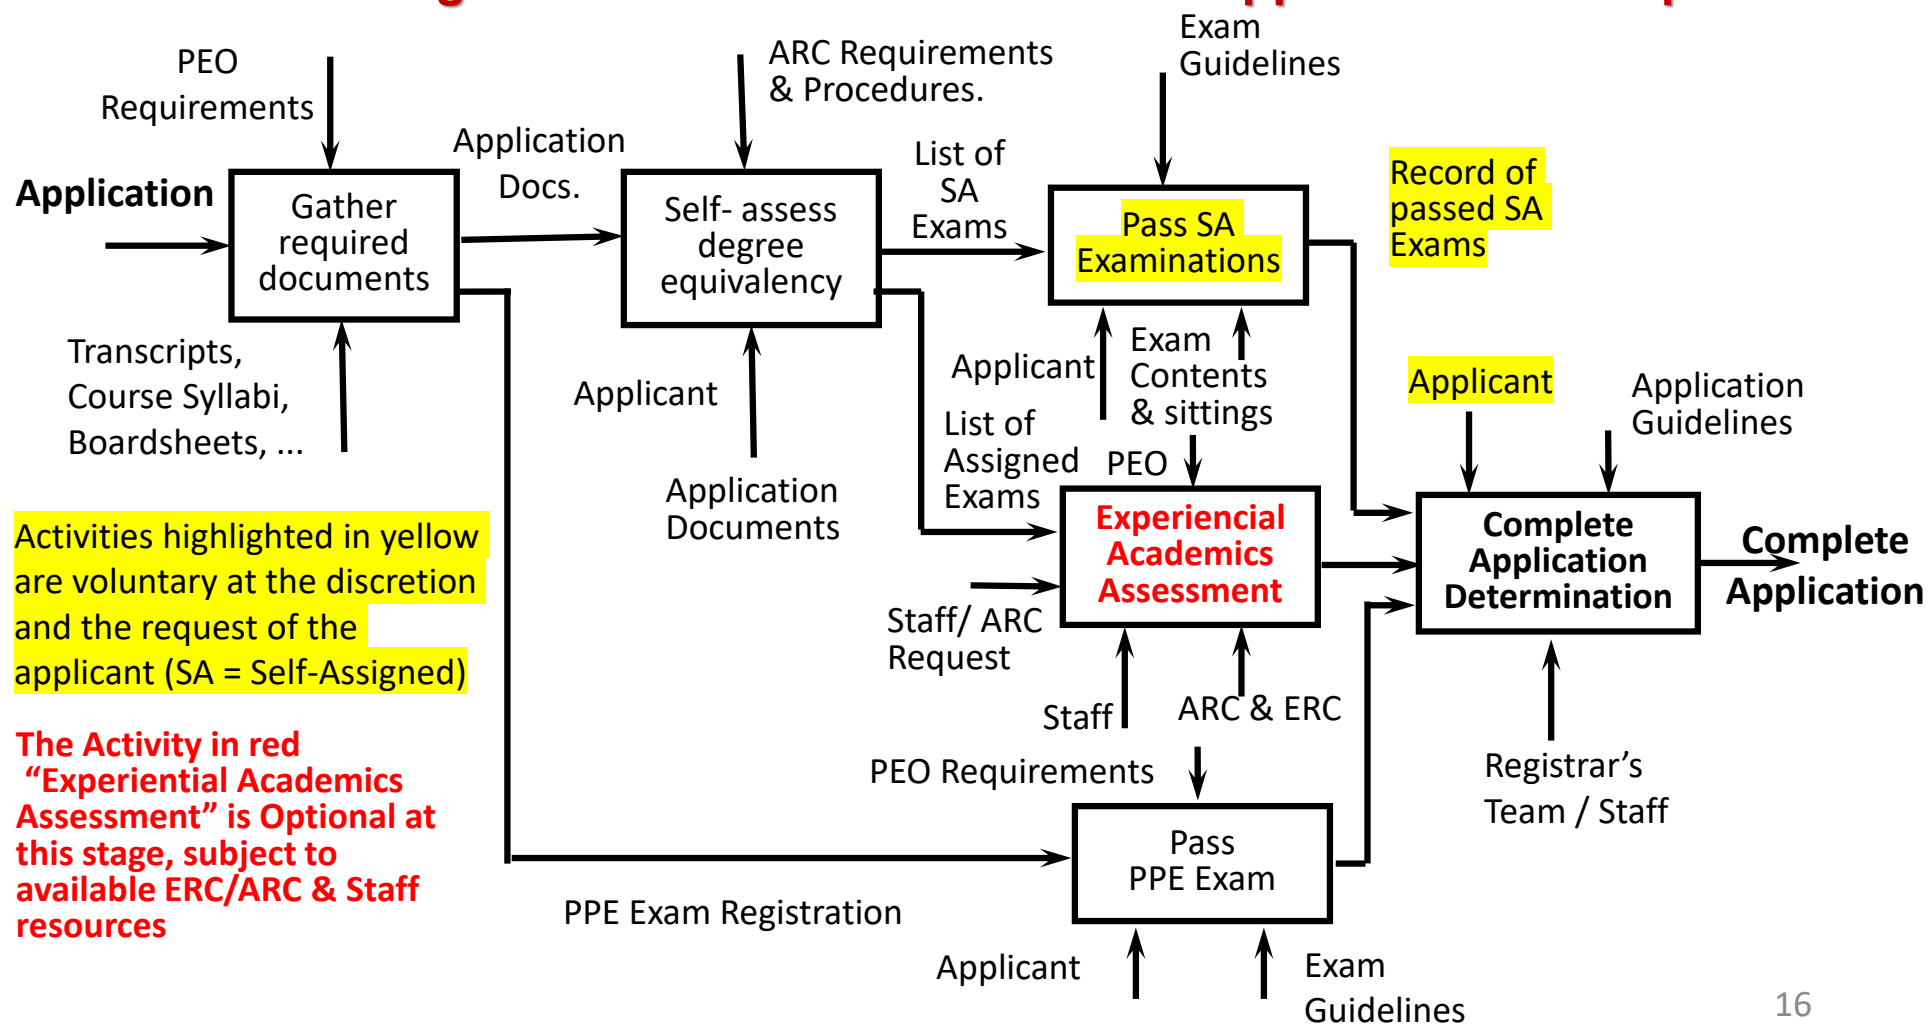 PEO
Requirements
ARC Requirements
& Procedures.
Exam
Guidelines
Application
Application
Docs.
List of
SA
Exams
Record of
passed SA
Exams
Gather
required
documents
Self- assess
degree
equivalency
Pass SA
Examinations
Transcripts,
Course Syllabi,
Boardsheets, ...
Applicant
Application
Documents
Applicant
Exam
Contents
& sittings
List of
Assigned
Exams
PEO
Applicant
Application
Guidelines
Experiencial
Academics
Assessment
Complete
Application
Determination
Complete
Application
Activities highlighted in yellow
are voluntary at the discretion
and the request of the
applicant (SA = Self-Assigned)
Staff/ ARC
Request
Staff
ARC & ERC
The Activity in red
“Experiential Academics
Assessment” is Optional at
this stage, subject to
available ERC/ARC & Staff
resources
PEO Requirements
Registrar’s
Team / Staff
Pass
PPE Exam
PPE Exam Registration
Applicant
Exam
Guidelines
16